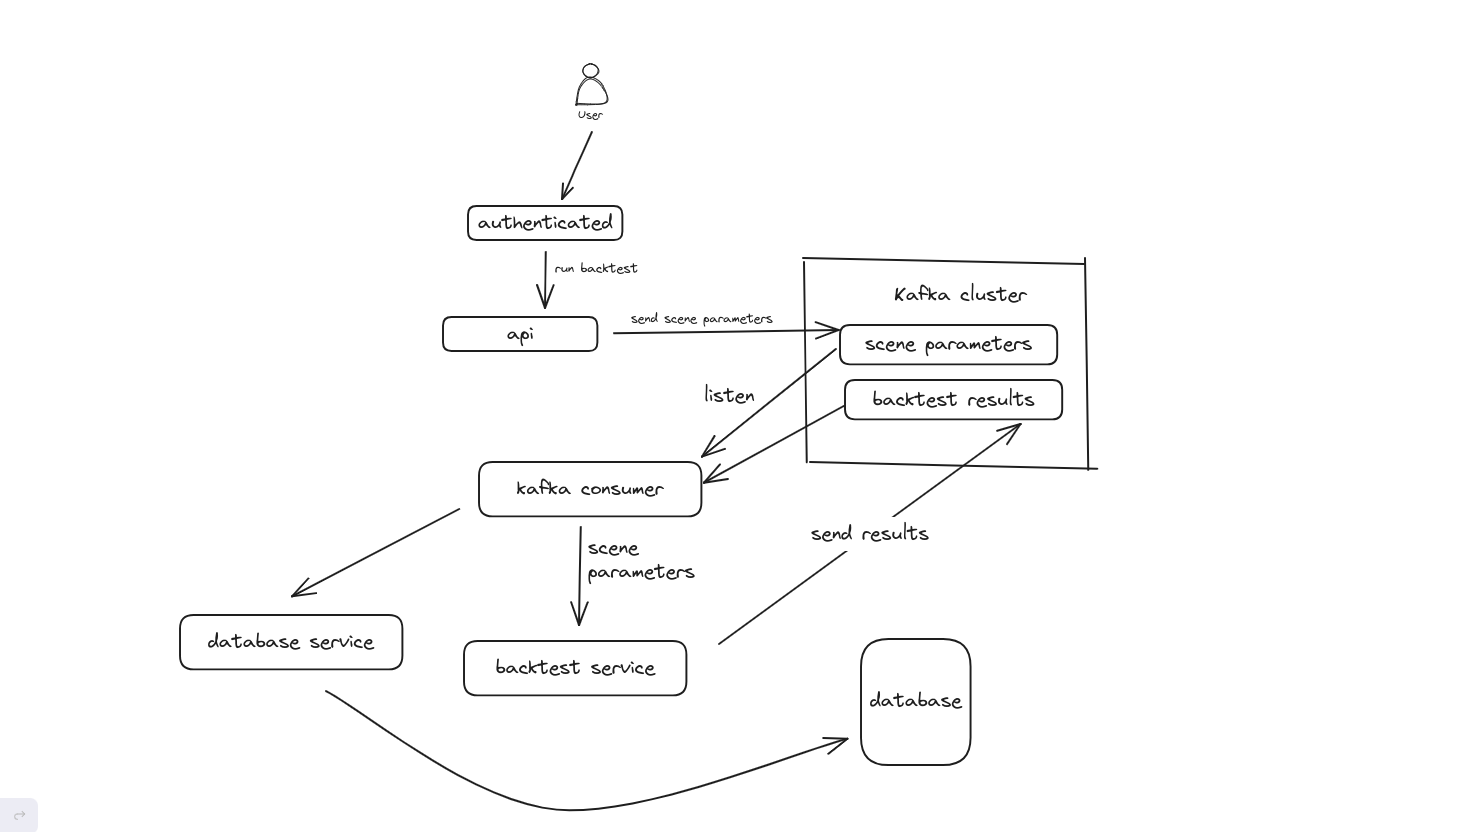 User
authenticated
run backtest
api
send scene parameters
Kafka cluster
scene parameters
backtest results
listen
kafka consumer
scene
parameters
send results
database service
backtest service
database